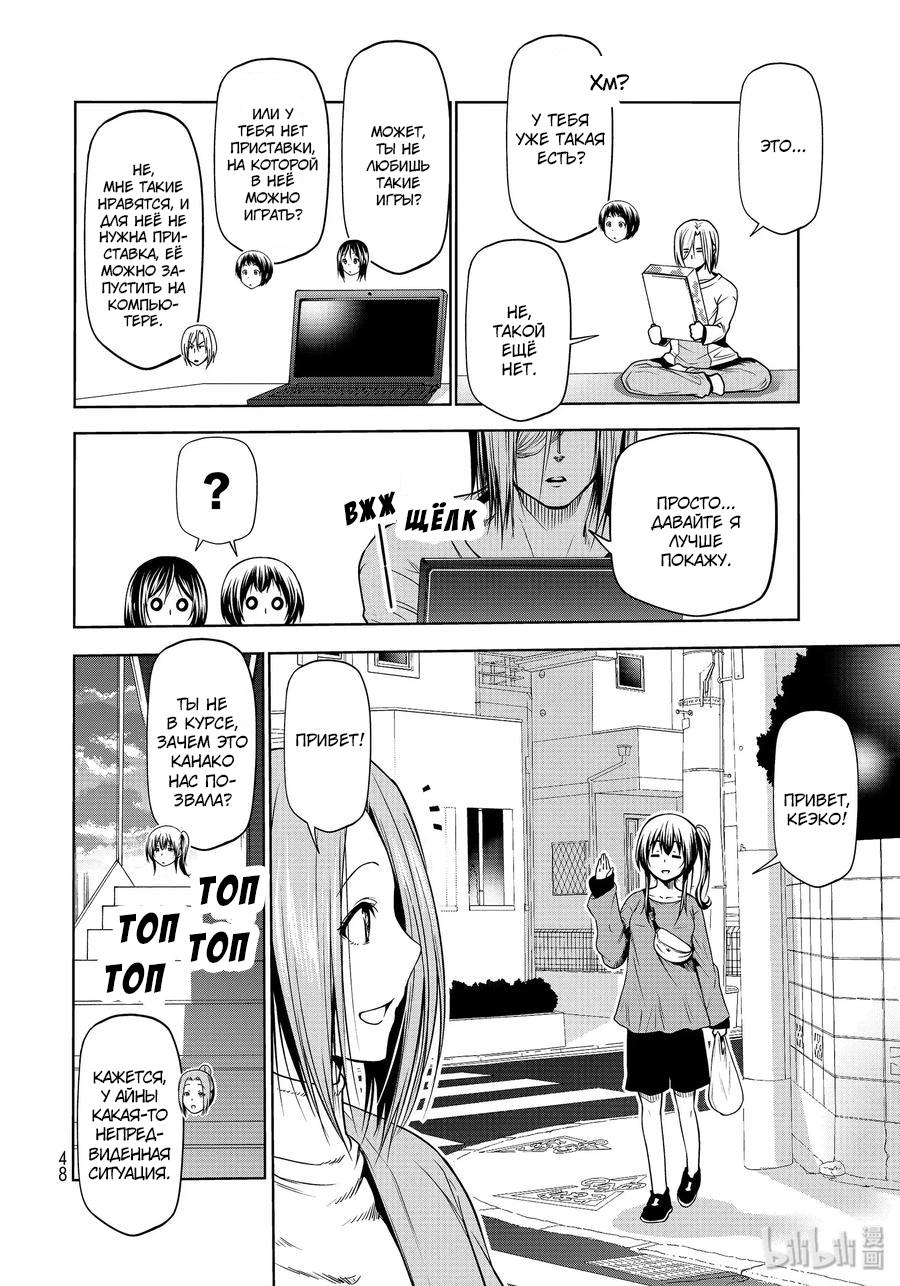 ЭТО...
ХМ?
У ТЕБЯ
УЖЕ ТАКАЯ
ЕСТЬ?
НЕ,
ТАКОЙ
ЕЩЁ
НЕТ.
МОЖЕТ,
ТЫ НЕ
ЛЮБИШЬ
ТАКИЕ
ИГРЫ?
ИЛИ У
ТЕБЯ НЕТ
ПРИСТАВКИ,
НА КОТОРОЙ
В НЕЁ
МОЖНО
ИГРАТЬ?
НЕ,
МНЕ ТАКИЕ
НРАВЯТСЯ, И
ДЛЯ НЕЁ НЕ
НУЖНА ПРИ-
СТАВКА, ЕЁ
МОЖНО ЗА-
ПУСТИТЬ НА
КОМПЬЮ-
ТЕРЕ.
ПРОСТО...
ДАВАЙТЕ Я
ЛУЧШЕ
ПОКАЖУ.
ЩЁЛК
ВЖЖ
?
ПРИВЕТ,
КЕЭКО!
ПРИВЕТ!
ТЫ НЕ
В КУРСЕ,
ЗАЧЕМ ЭТО
КАНАКО
НАС ПО-
ЗВАЛА?
ТОП
ТОП
ТОП
ТОП
КАЖЕТСЯ,
У АЙНЫ
КАКАЯ-ТО
НЕПРЕД-
ВИДЕННАЯ
СИТУАЦИЯ.
48
bilibili 漫画